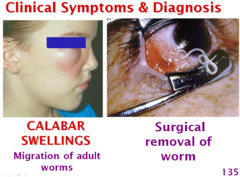 Clinical Symptoms & Diagnosis
CALABAR
SWELLINGS
Migration of adult
worms
Surgical
removal of
worm
135